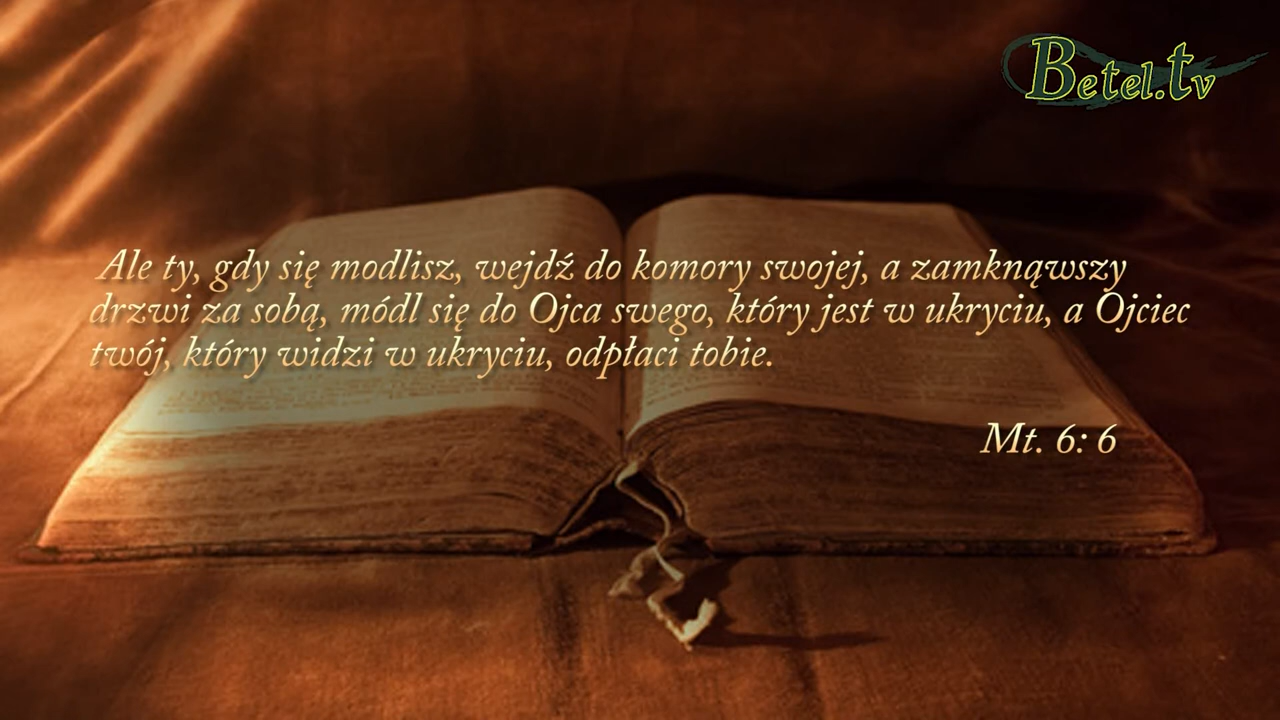 Betel.tv
Ale ty, gdy się modlisz, wejdź do komory swojej, a zamknąwszy
drzwi za sobą, módl się do Ojca swego, który jest w ukryciu, a Ojciec
twój, który widzi w ukryciu, odpłaci tobie.
Mt. 6: 6